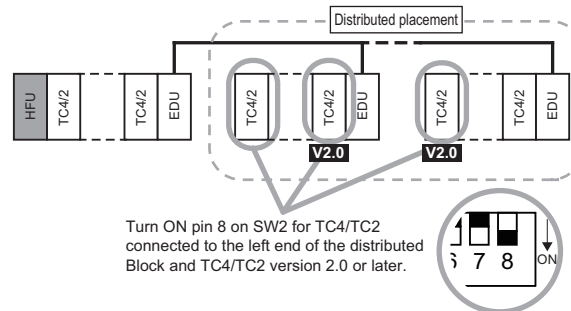 Distributed placement
HFU
TC4/2
TC4/2
EDU
TC4/2
TC4/2
EDU
TC4/2
TC4/2
EDU
V2.0
V2.0
Turn ON pin 8 on SW2 for TC4/TC2
connected to the left end of the distributed
Block and TC4/TC2 version 2.0 or later.
7 8
ON